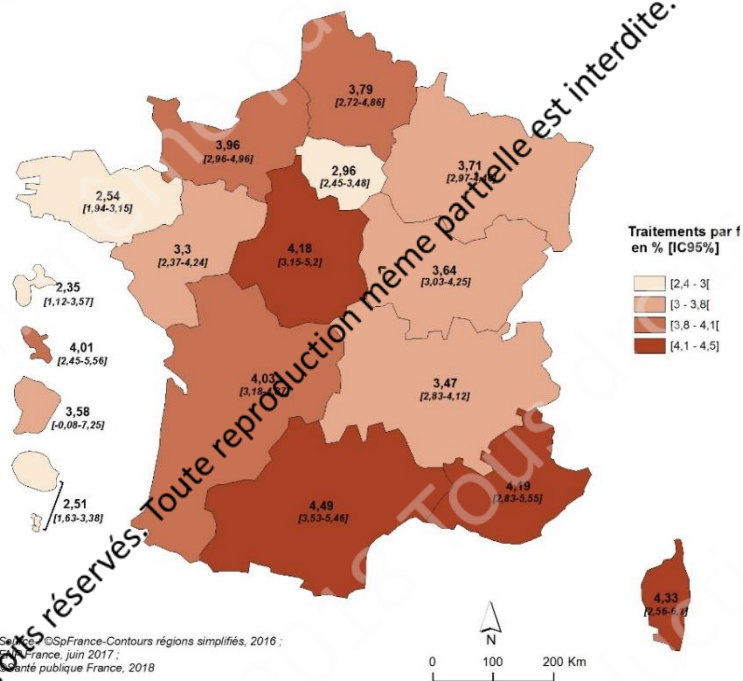 3,79
[2,72-4,86]
3,96
[2,96-4,96]
2,96
[2,45-3,48]
3,71
2,54
[1,94-3,15]
3,3
[2,37-4,24]
4,18
[3,15-5,2]
3,64
[3,03-4,25]
Traitements par f
en % [IC95%]
[2,4 - 3[
[3 - 3,8[
[3,8 - 4,1[
[4,1 - 4,5]
2,35
[1,12-3,57]
4,01
[2,45-5,56]
3,58
[-0,08-7,25]
2,51
[1,63-3,38]
4,03
3,47
[2,83-4,12]
4,49
[3,53-5,46]
4,19
[2,83-5,55]
4,33
oits réservés. Toute reproduction même partielle est interdite.
©SpFrance-Contours régions simplifiés, 2016 ;
France, juin 2017 ;
©Santé publique France, 2018
N
0 100 200 Km